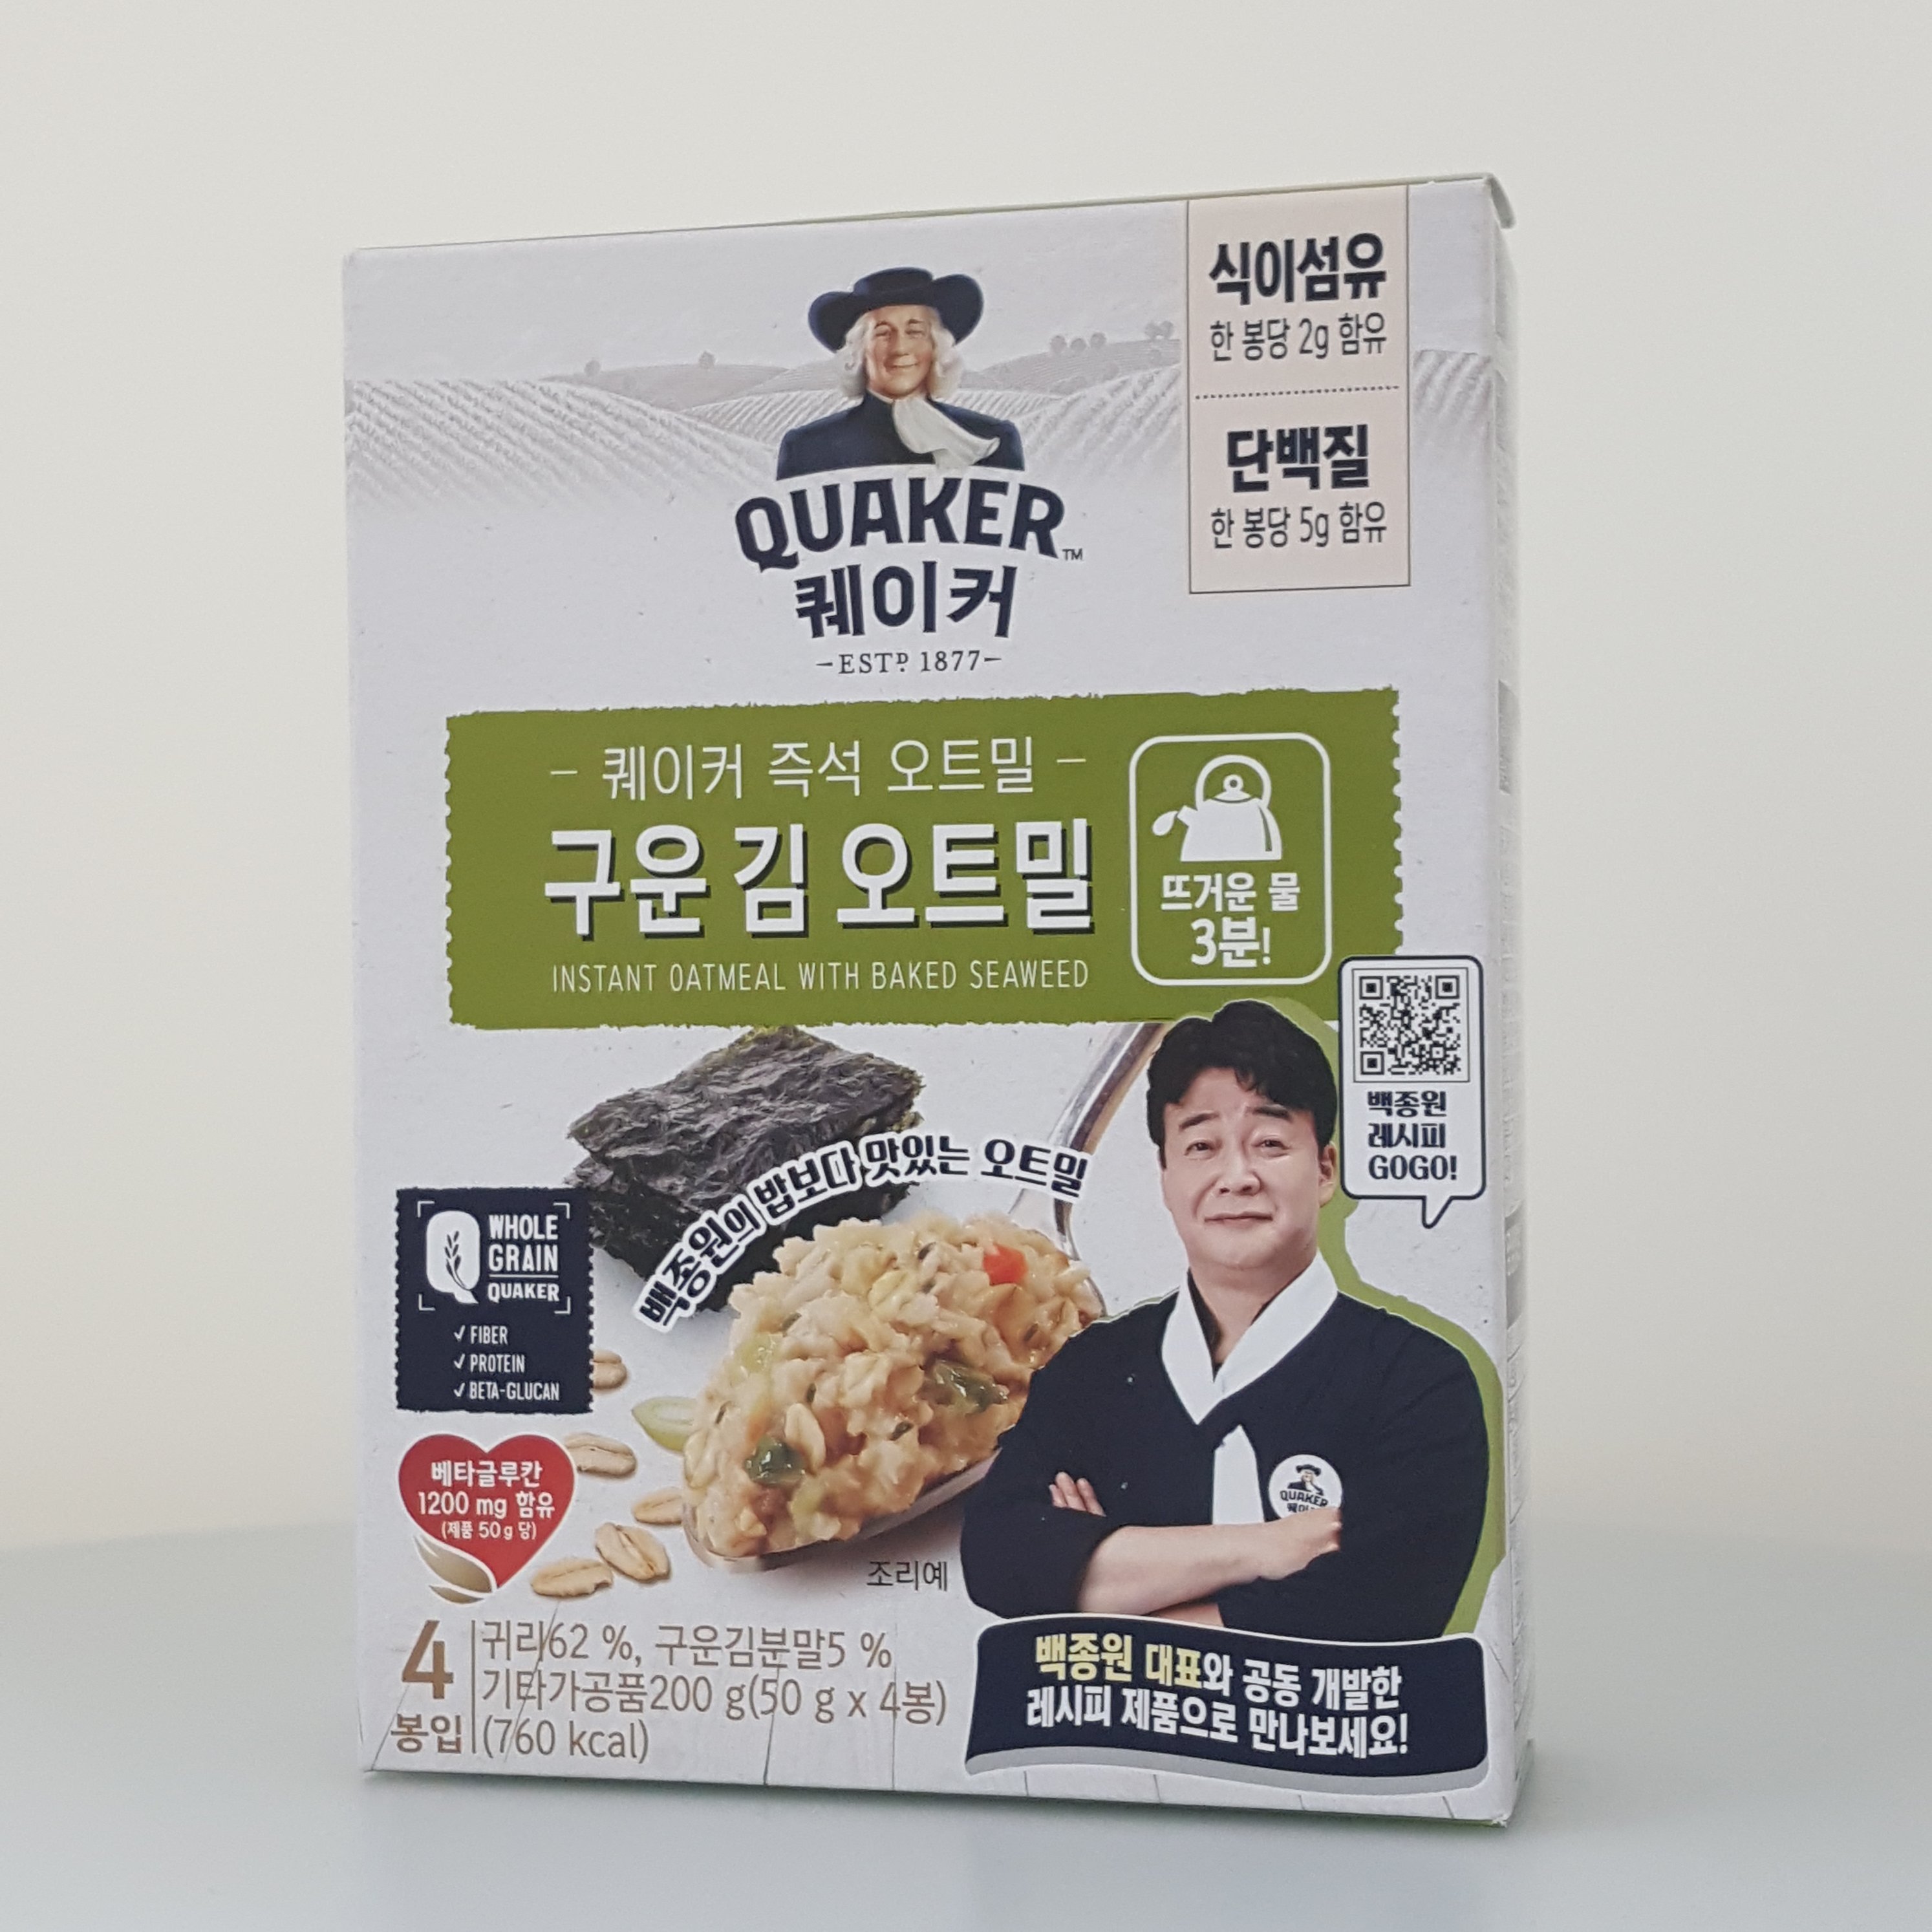 식이섬유
한 봉당 2g 함유
단백질
한 봉당 5g 함유
QUAKER™
퀘이커
-ESTD 1877-
- 퀘이커 즉석 오트밀 -
구운 김 오트밀
INSTANT OATMEAL WITH BAKED SEAWEED
뜨거운 물
3분!
백종원
레시피
GOGO!
백종원의 밥보다 맛있는 오트밀
WHOLE
GRAIN
QUAKER
✓ FIBER
✓ PROTEIN
✓ BETA-GLUCAN
베타글루칸
1200 mg 함유
(제품 50g 당)
QUAKER
조리예
4
봉입
귀리62 %, 구운김분말5 %
기타가공품200 g(50 g x 4봉)
(760 kcal)
백종원 대표와 공동 개발한
레시피 제품으로 만나보세요!